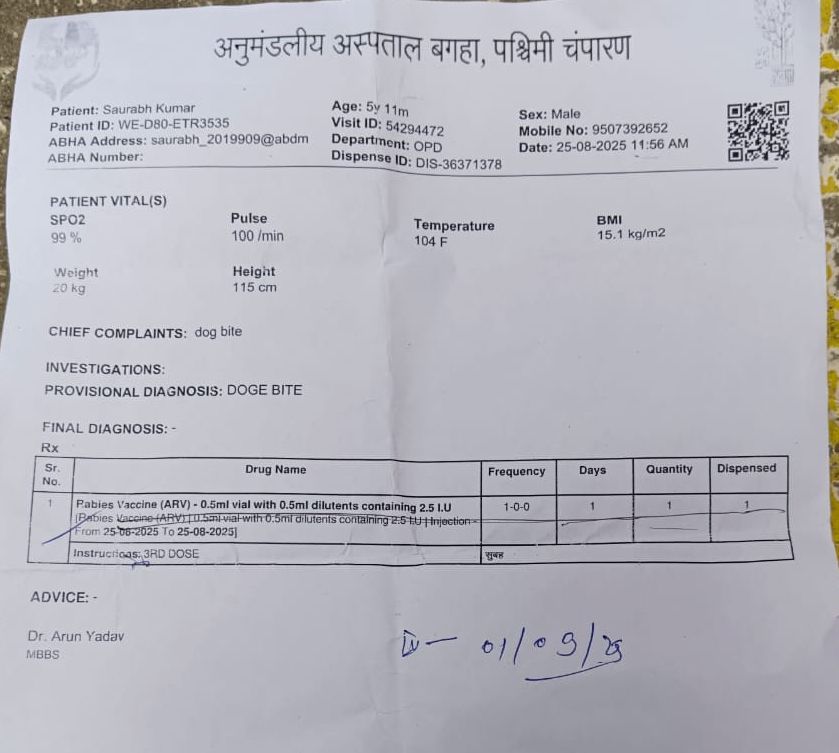 अनुमंडलीय अस्पताल बगहा, पश्चिमी चंपारण
Patient: Saurabh Kumar Age: 5y 11m Sex: Male
Patient ID: WE-D80-ETR3535 Visit ID: 54294472 Mobile No: 9507392652
ABHA Address: saurabh_2019909@abdm Department: OPD Date: 25-08-2025 11:56 AM
ABHA Number: Dispense ID: DIS-36371378
PATIENT VITAL(S)
SPO2 Pulse Temperature BMI
99 % 100 /min 104 F 15.1 kg/m2
Weight Height
20 kg 115 cm
CHIEF COMPLAINTS: dog bite
INVESTIGATIONS:
PROVISIONAL DIAGNOSIS: DOGE BITE
FINAL DIAGNOSIS: -
Rx
Sr. No. Drug Name Frequency Days Quantity Dispensed
1 Rabies Vaccine (ARV) - 0.5ml vial with 0.5ml dilutents containing 2.5 I.U 1-0-0 1 1 1
[Rabies Vaccine (ARV) | 0.5ml vial with 0.5ml dilutents containing 2.5 I.U | Injection -
From 25-08-2025 To 25-08-2025]
Instructions: 3RD DOSE सुबह
ADVICE: -
Dr. Arun Yadav
MBBS
IV - 01/09/25